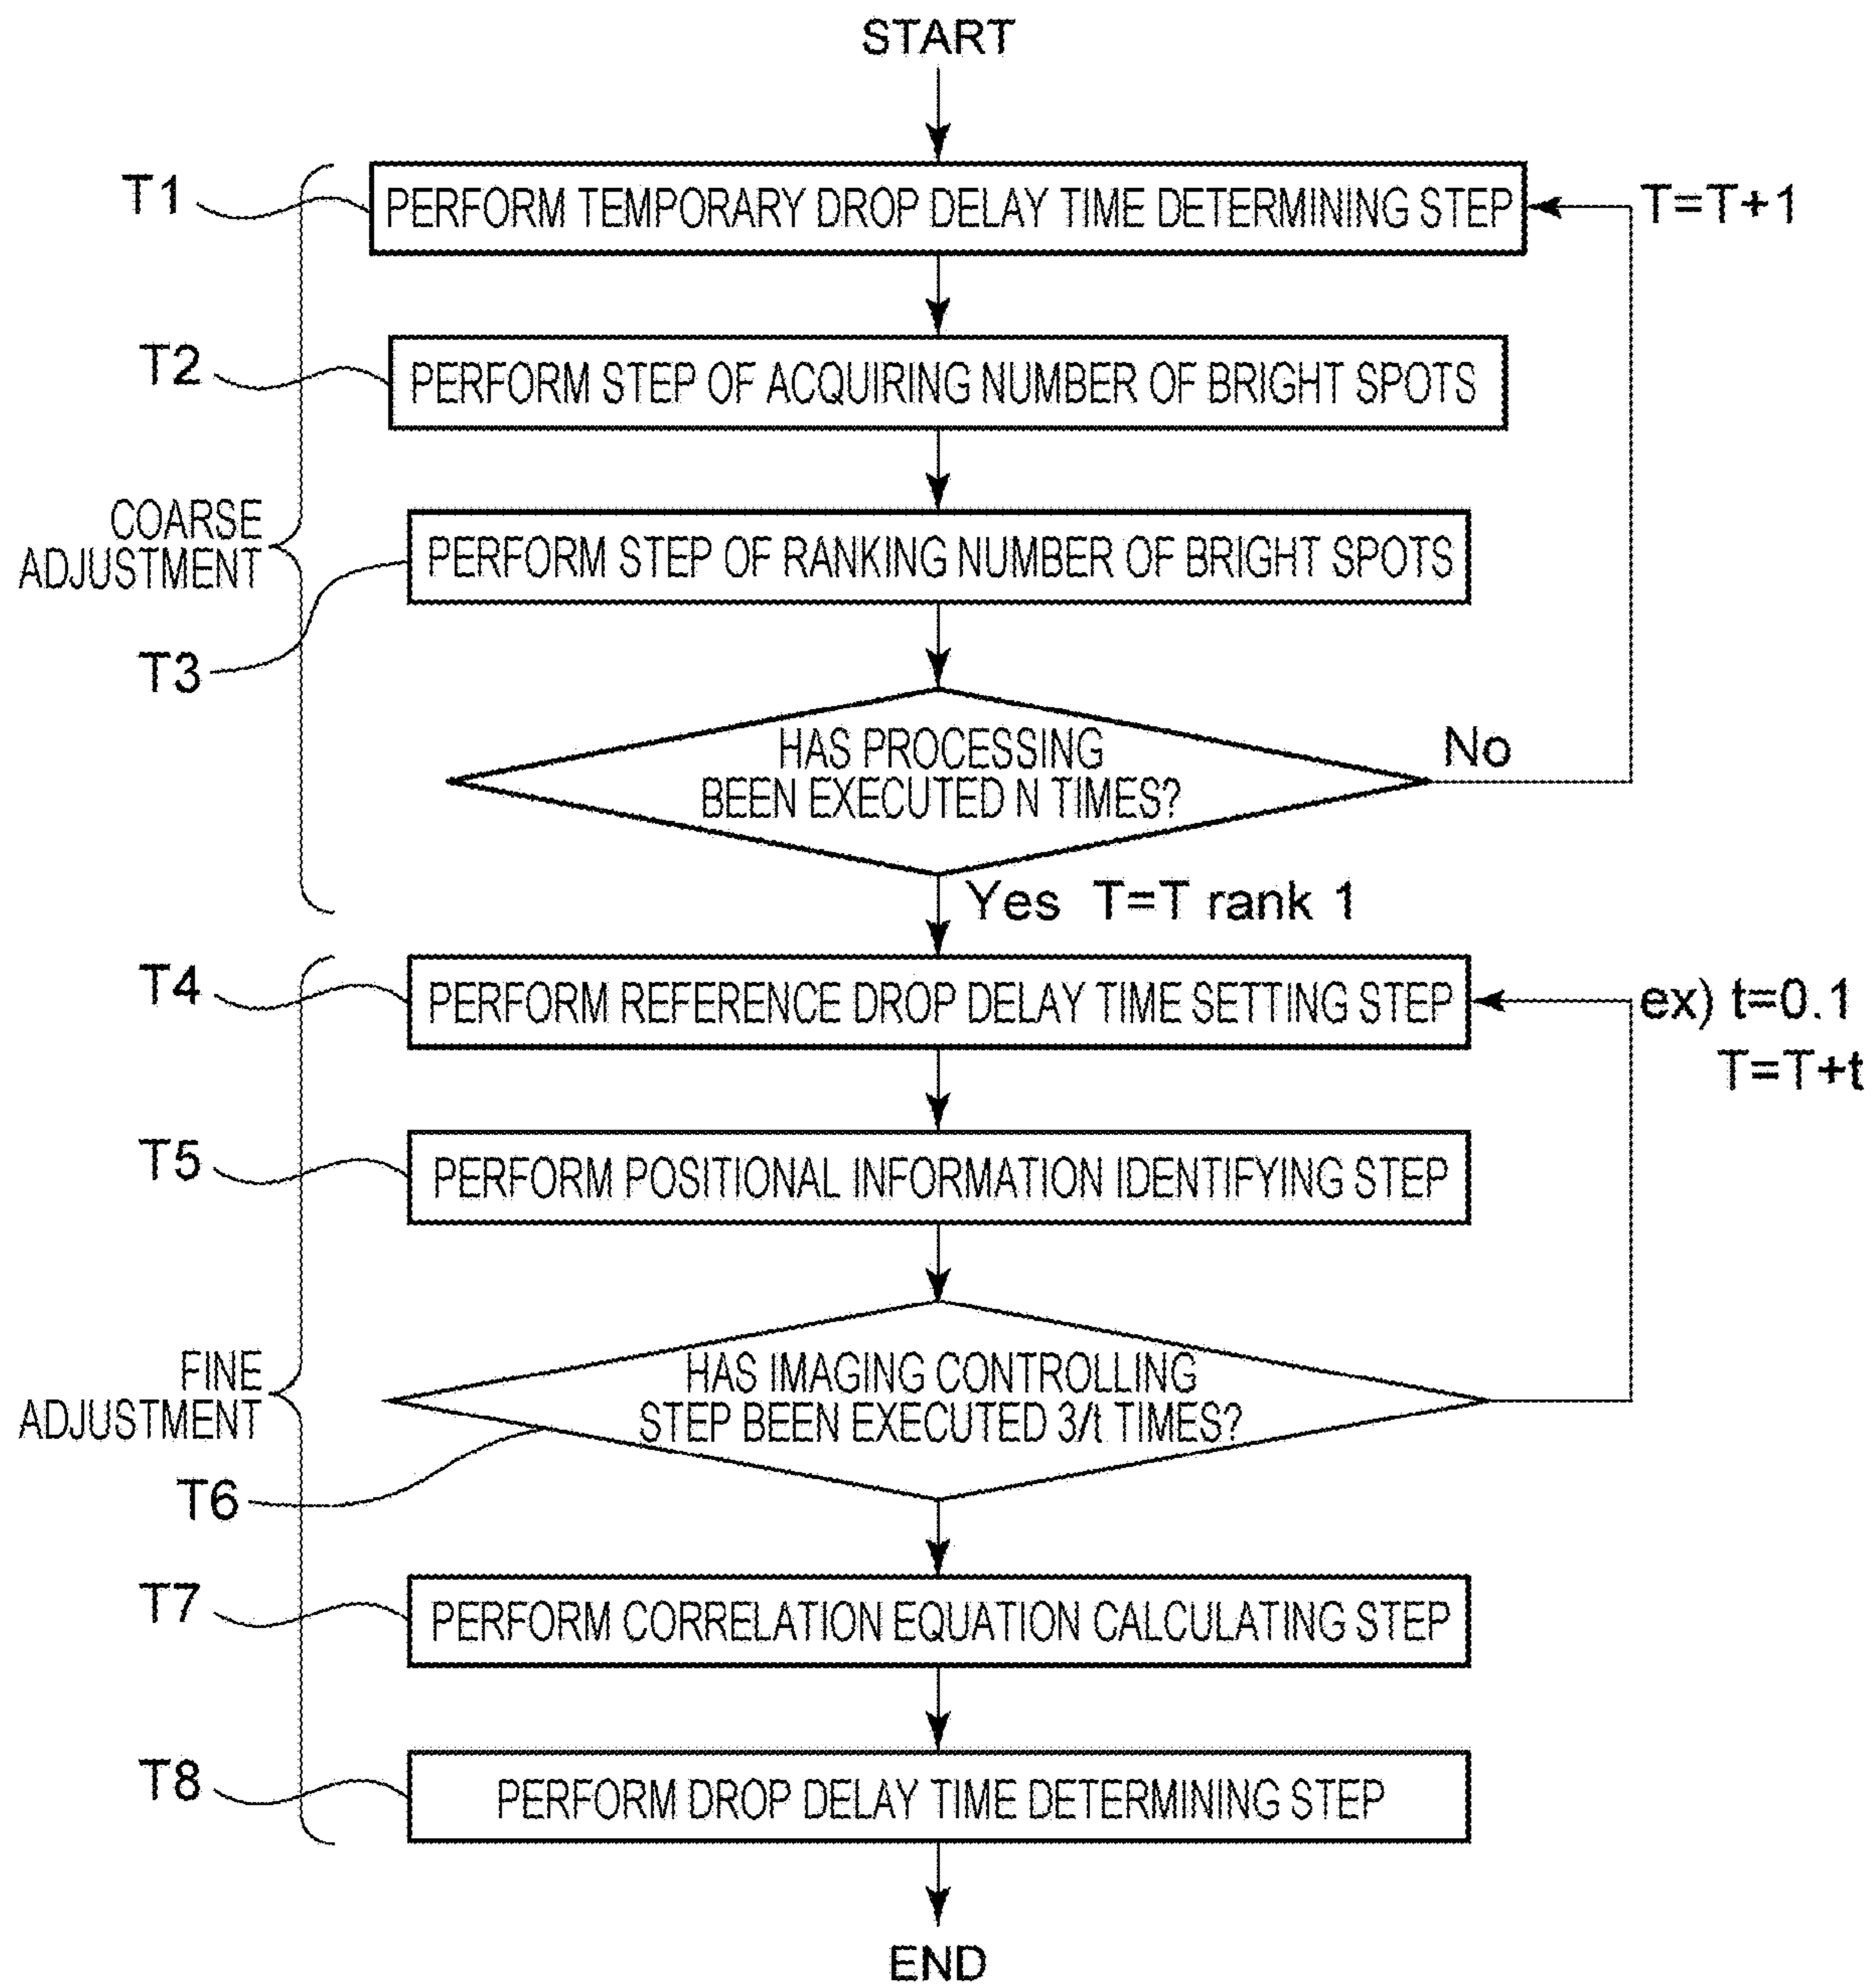 START
T1
PERFORM TEMPORARY DROP DELAY TIME DETERMINING STEP
T=T+1
T2
PERFORM STEP OF ACQUIRING NUMBER OF BRIGHT SPOTS
COARSE
ADJUSTMENT
PERFORM STEP OF RANKING NUMBER OF BRIGHT SPOTS
T3
HAS PROCESSING
BEEN EXECUTED N TIMES?
No
Yes T=T rank 1
T4
PERFORM REFERENCE DROP DELAY TIME SETTING STEP
ex) t=0.1
T=T+t
T5
PERFORM POSITIONAL INFORMATION IDENTIFYING STEP
FINE
ADJUSTMENT
HAS IMAGING CONTROLLING
STEP BEEN EXECUTED 3/t TIMES?
T6
T7
PERFORM CORRELATION EQUATION CALCULATING STEP
T8
PERFORM DROP DELAY TIME DETERMINING STEP
END